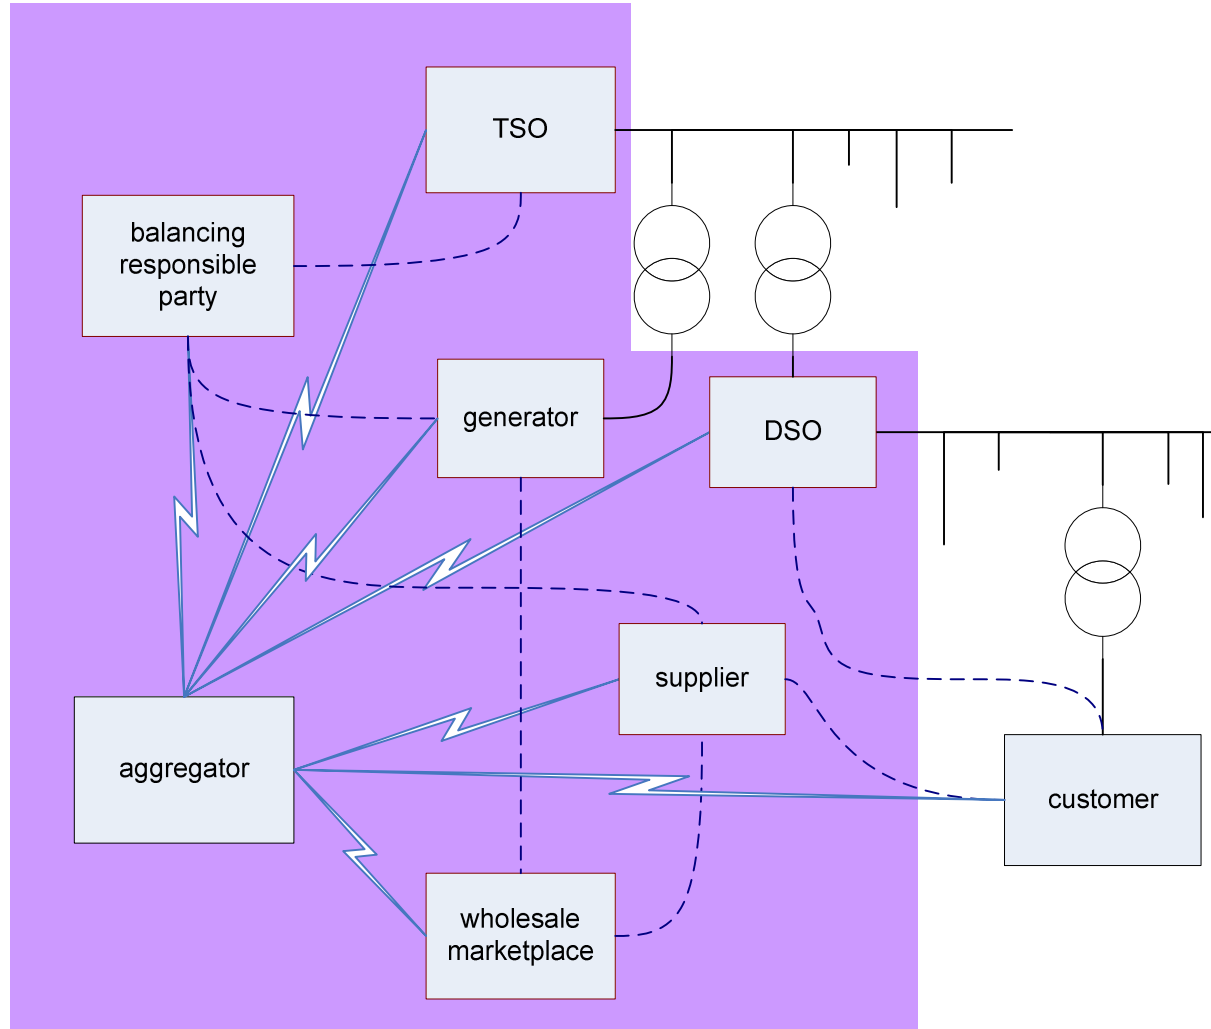 TSO
balancing
responsible
party
generator
DSO
supplier
aggregator
customer
wholesale
marketplace